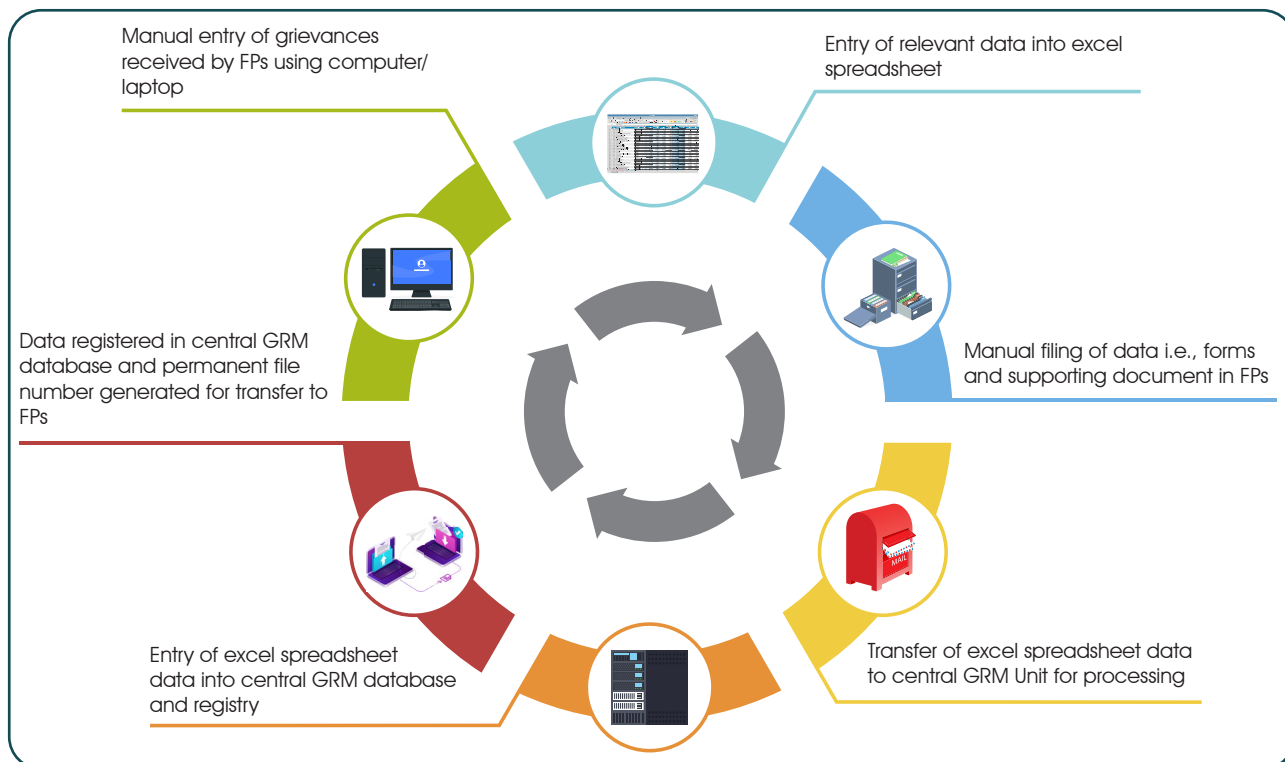 Manual entry of grievances
received by FPs using computer/
laptop
Entry of relevant data into excel
spreadsheet
Manual filing of data i.e., forms
and supporting document in FPs
Transfer of excel spreadsheet data
to central GRM Unit for processing
MAIL
Entry of excel spreadsheet
data into central GRM database
and registry
Data registered in central GRM
database and permanent file
number generated for transfer to
FPs